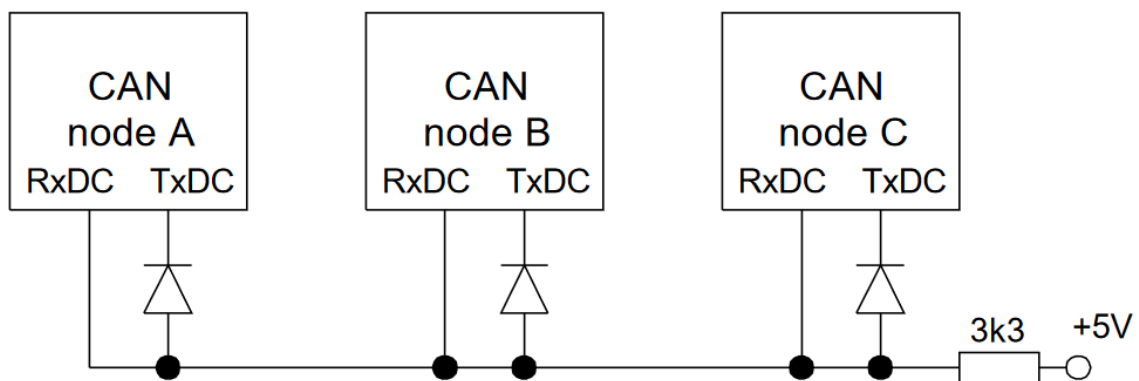 CAN
node A
RxDC TxDC
CAN
node B
RxDC TxDC
CAN
node C
RxDC TxDC
3k3
+5V